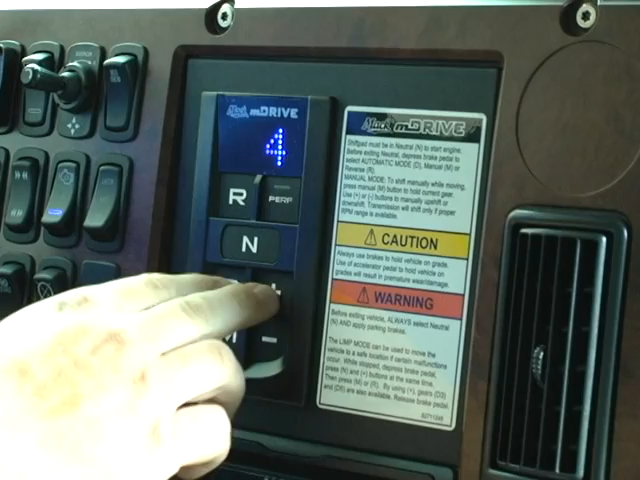 Mack mDRIVE
4
R
PERF
N
+
M
-
Mack mDRIVE
Shiftpad must be in Neutral (N) to start engine.
Before exiting Neutral, depress brake pedal to
select AUTOMATIC MODE (D), Manual (M) or
Reverse (R)
MANUAL MODE: To shift manually while moving,
press manual (M) button to hold current gear.
Use (+) or (-) buttons to manually upshift or
downshift. Transmission will shift only if proper
RPM range is available.
CAUTION
Always use brakes to hold vehicle on grade.
Use of accelerator pedal to hold vehicle on
grades will result in premature wear/damage.
WARNING
Before exiting vehicle, ALWAYS select Neutral
(N) AND apply parking brakes.
The LIMP MODE can be used to move the
vehicle to a safe location if certain malfunctions
occur. While stopped, depress brake pedal,
press (N) and (+) buttons at the same time.
Then press (M) or (R). By using (+), gears (D3)
and (D5) are also available. Release brake pedal.